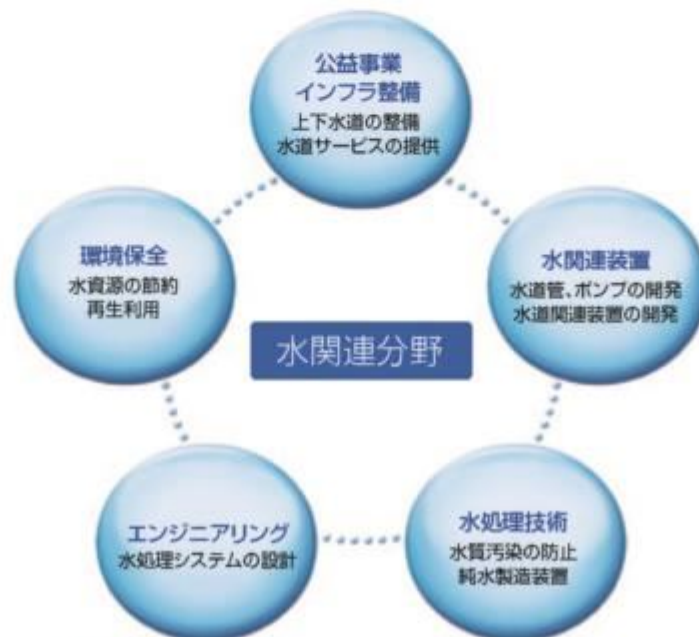 公益事業
インフラ整備
上下水道の整備
水道サービスの提供
環境保全
水資源の節約
再生利用
水関連装置
水道管、ポンプの開発
水道関連装置の開発
水関連分野
エンジニアリング
水処理システムの設計
水処理技術
水質汚染の防止
純水製造装置